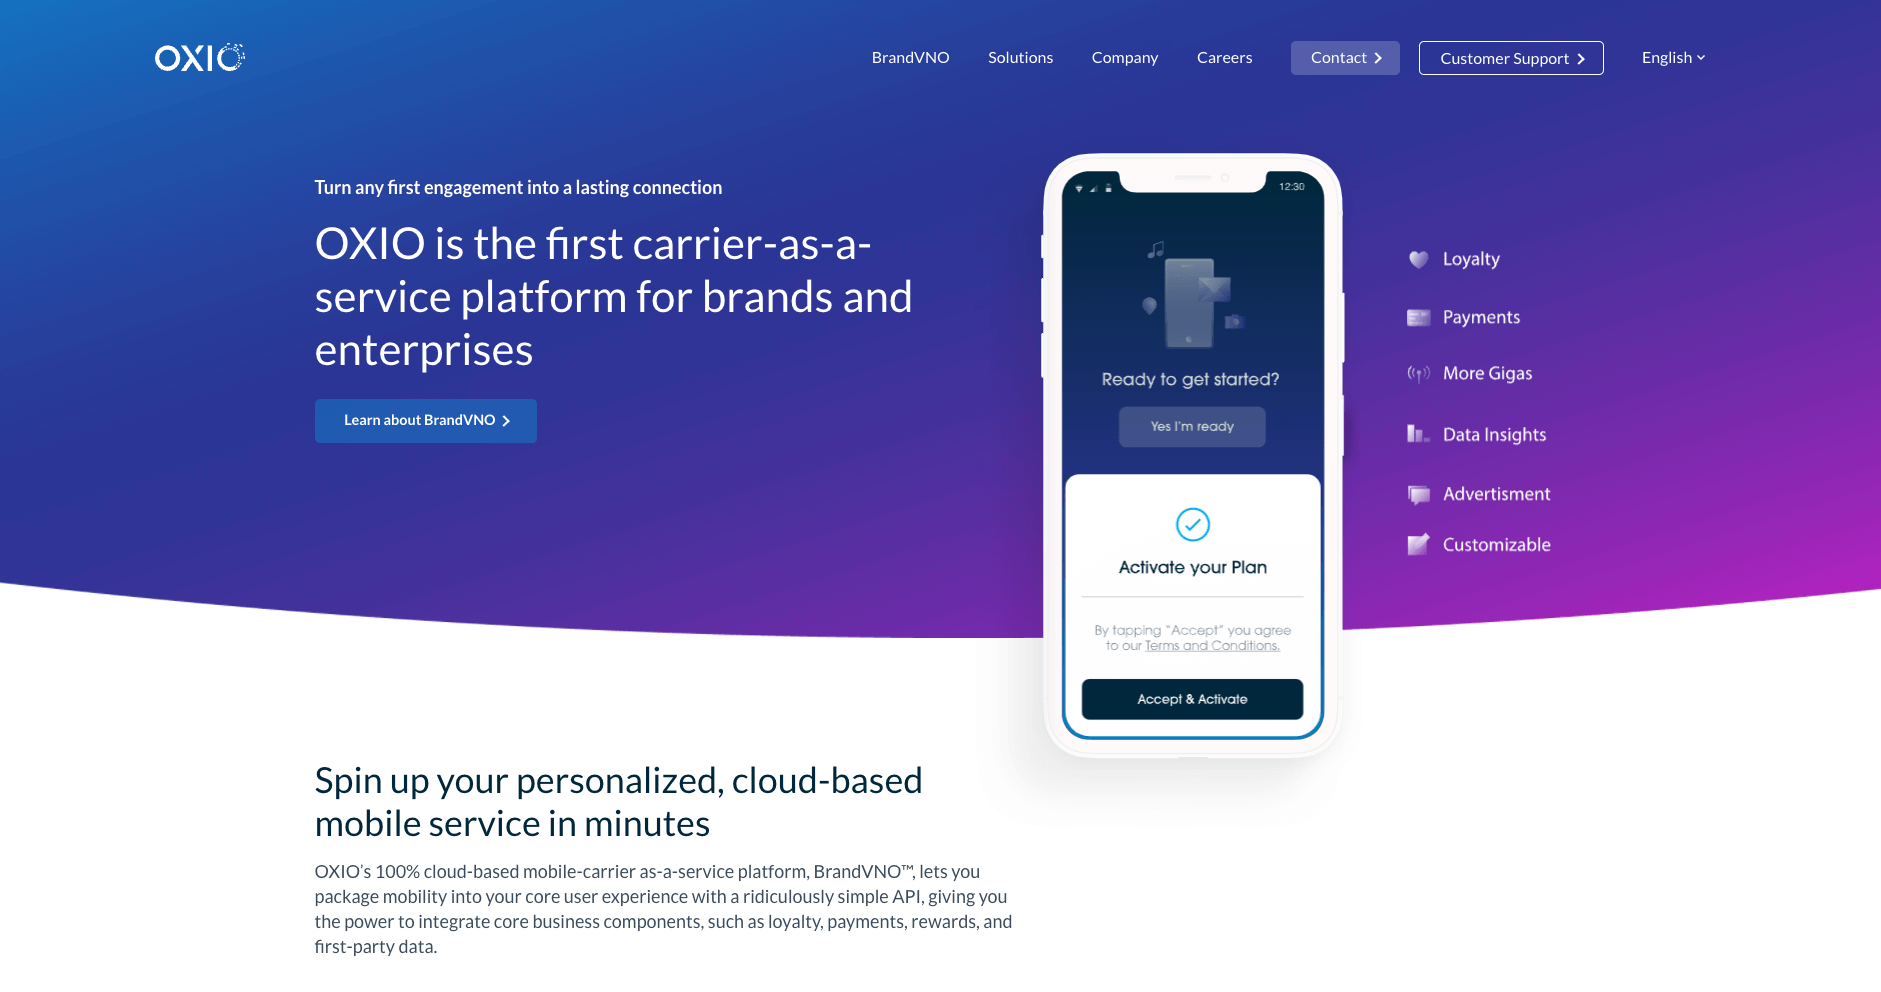 OXIO
BrandVNO
Solutions
Company
Careers
Contact
Customer Support
English
Turn any first engagement into a lasting connection
OXIO is the first carrier-as-a-
service platform for brands and
enterprises
Learn about BrandVNO
12:30
Ready to get started?
Yes I'm ready
Activate your Plan
By tapping “Accept” you agree
to our Terms and Conditions.
Accept & Activate
Loyalty
Payments
More Gigas
Data Insights
Advertisment
Customizable
Spin up your personalized, cloud-based
mobile service in minutes
OXIO’s 100% cloud-based mobile-carrier as-a-service platform, BrandVNO™, lets you
package mobility into your core user experience with a ridiculously simple API, giving you
the power to integrate core business components, such as loyalty, payments, rewards, and
first-party data.